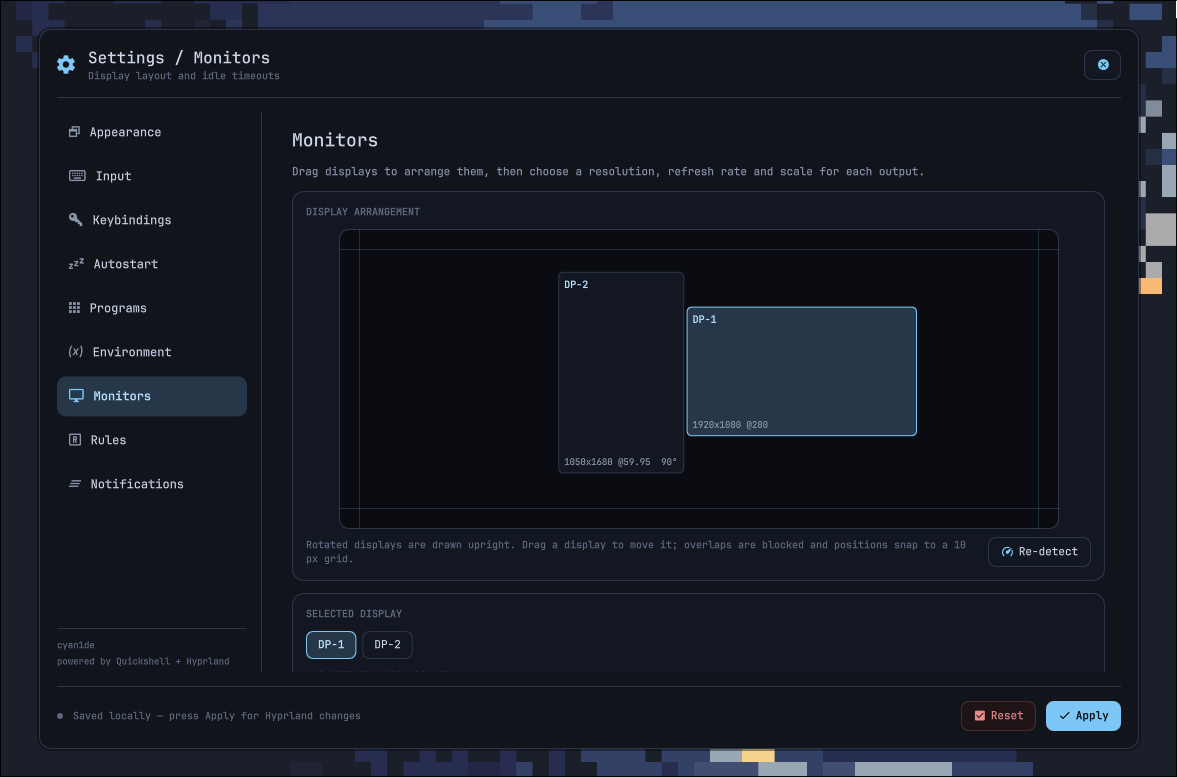 Settings / Monitors
Display layout and idle timeouts
Appearance
Input
Keybindings
Autostart
Programs
(x) Environment
Monitors
R Rules
Notifications
cyan1de
powered by Quickshell + Hyprland
Monitors
Drag displays to arrange them, then choose a resolution, refresh rate and scale for each output.
DISPLAY ARRANGEMENT
DP-2
1050x1680 @59.95 90°
DP-1
1920x1080 @280
Rotated displays are drawn upright. Drag a display to move it; overlaps are blocked and positions snap to a 10
px grid.
Re-detect
SELECTED DISPLAY
DP-1
DP-2
Saved locally — press Apply for Hyprland changes
Reset
Apply